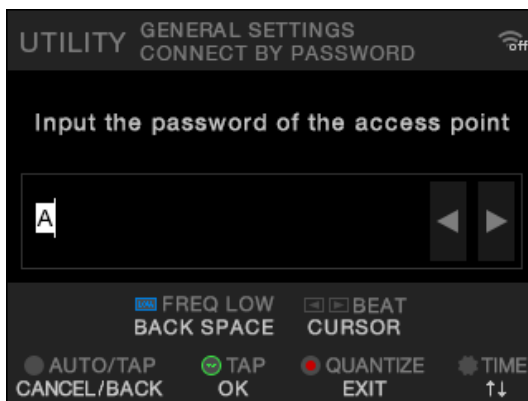 UTILITY
GENERAL SETTINGS
CONNECT BY PASSWORD
off
Input the password of the access point
A
FREQ LOW
BACK SPACE
BEAT
CURSOR
AUTO/TAP
CANCEL/BACK
TAP
OK
QUANTIZE
EXIT
TIME
↑↓